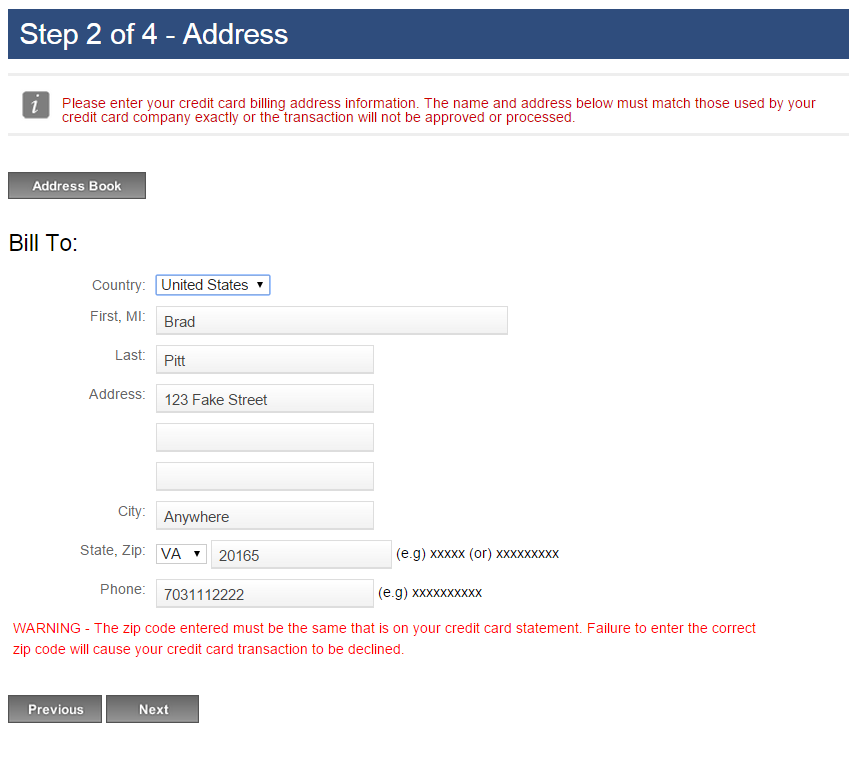 Step 2 of 4 - Address
i
Please enter your credit card billing address information. The name and address below must match those used by your
credit card company exactly or the transaction will not be approved or processed.
Address Book
Bill To:
Country: United States
First, MI: Brad
Last: Pitt
Address: 123 Fake Street
City: Anywhere
State, Zip: VA 20165 (e.g) xxxxx (or) xxxxxxxxx
Phone: 7031112222 (e.g) xxxxxxxxxx
WARNING - The zip code entered must be the same that is on your credit card statement. Failure to enter the correct
zip code will cause your credit card transaction to be declined.
Previous Next